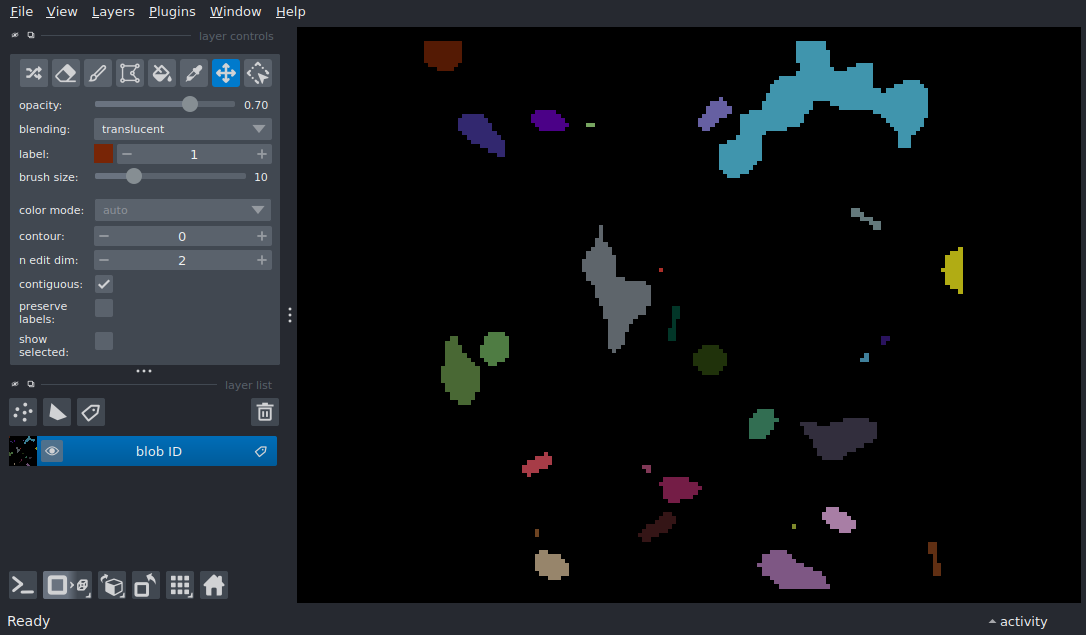 File View Layers Plugins Window Help
layer controls
opacity: 0.70
blending: translucent
label: 1
brush size: 10
color mode: auto
contour: 0
n edit dim: 2
contiguous:
preserve
labels:
show
selected:
layer list
blob ID
Ready
activity